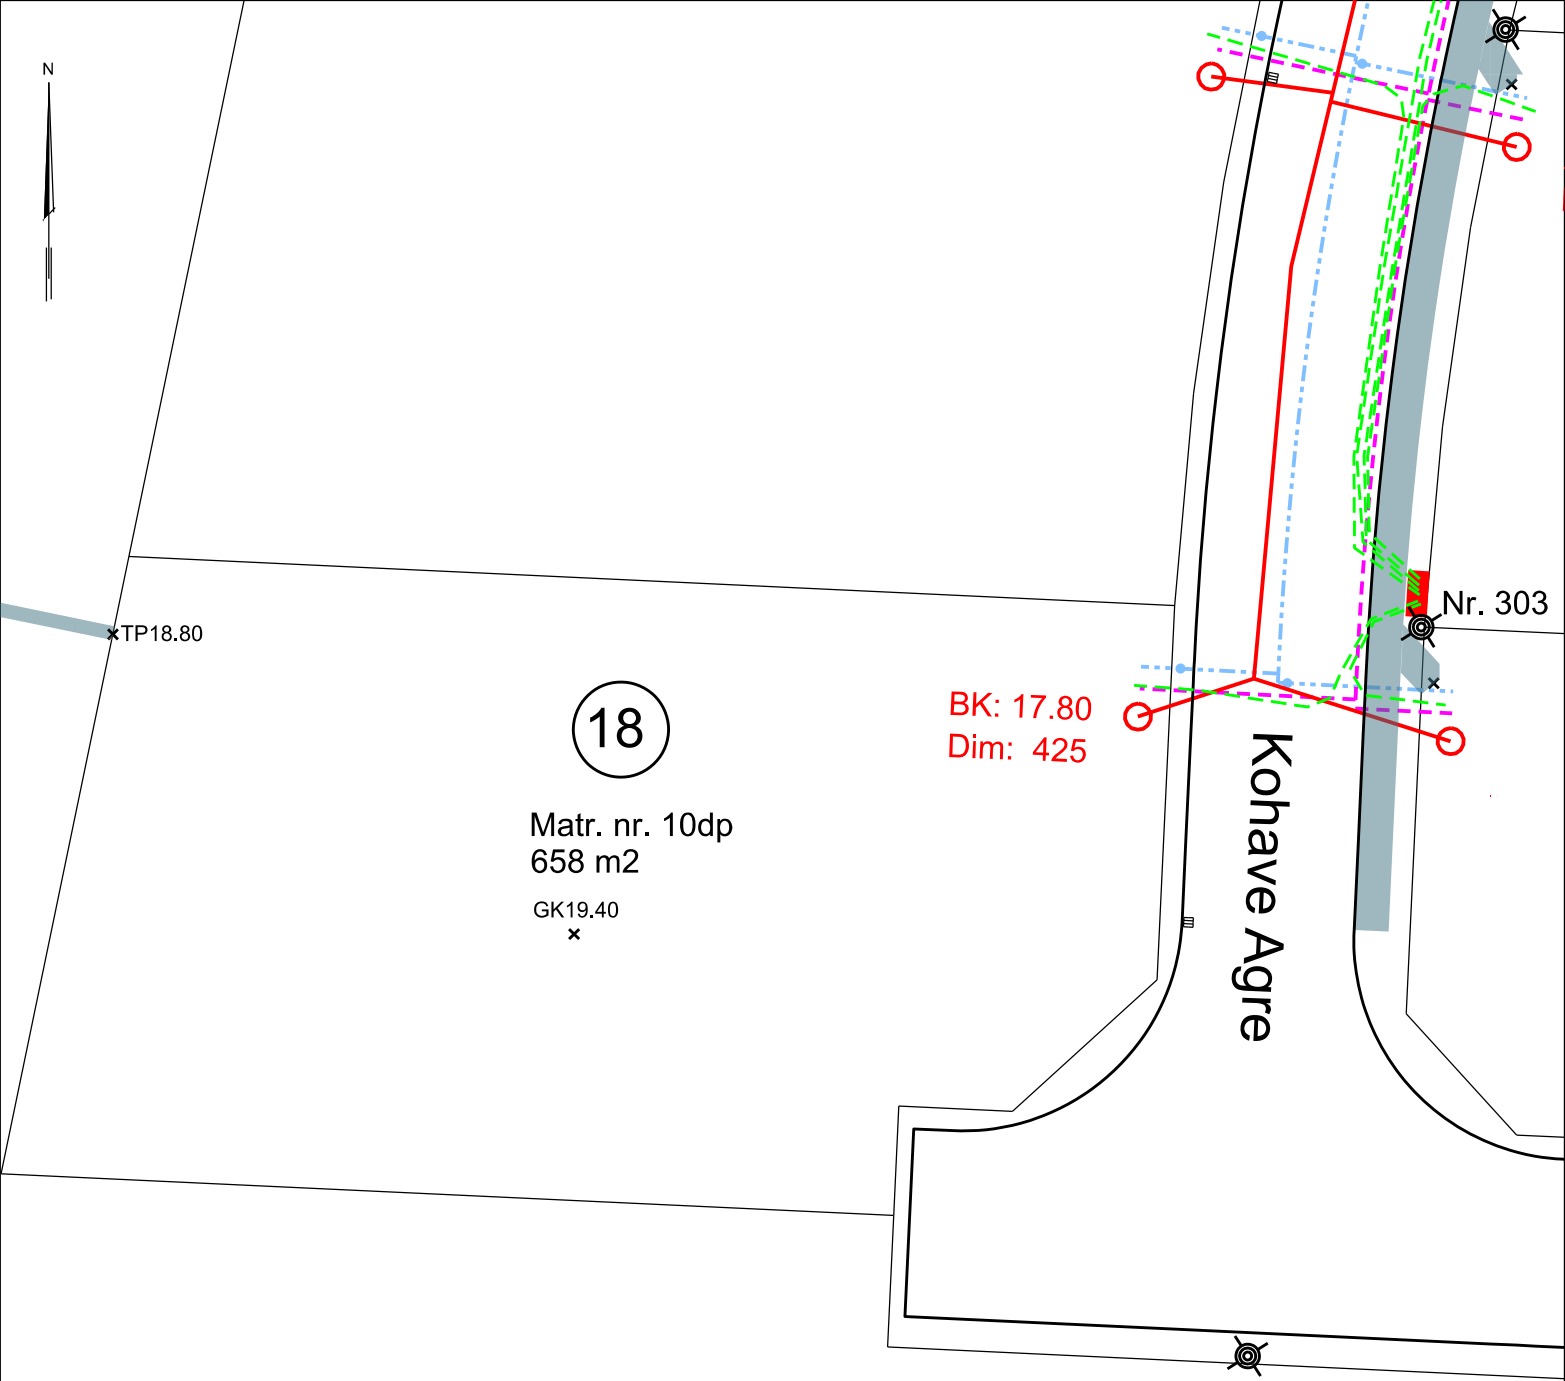 N
Nr. 303
TP18.80
18
BK: 17.80
Dim: 425
Matr. nr. 10dp
658 m2
GK19.40
Kohave Agre